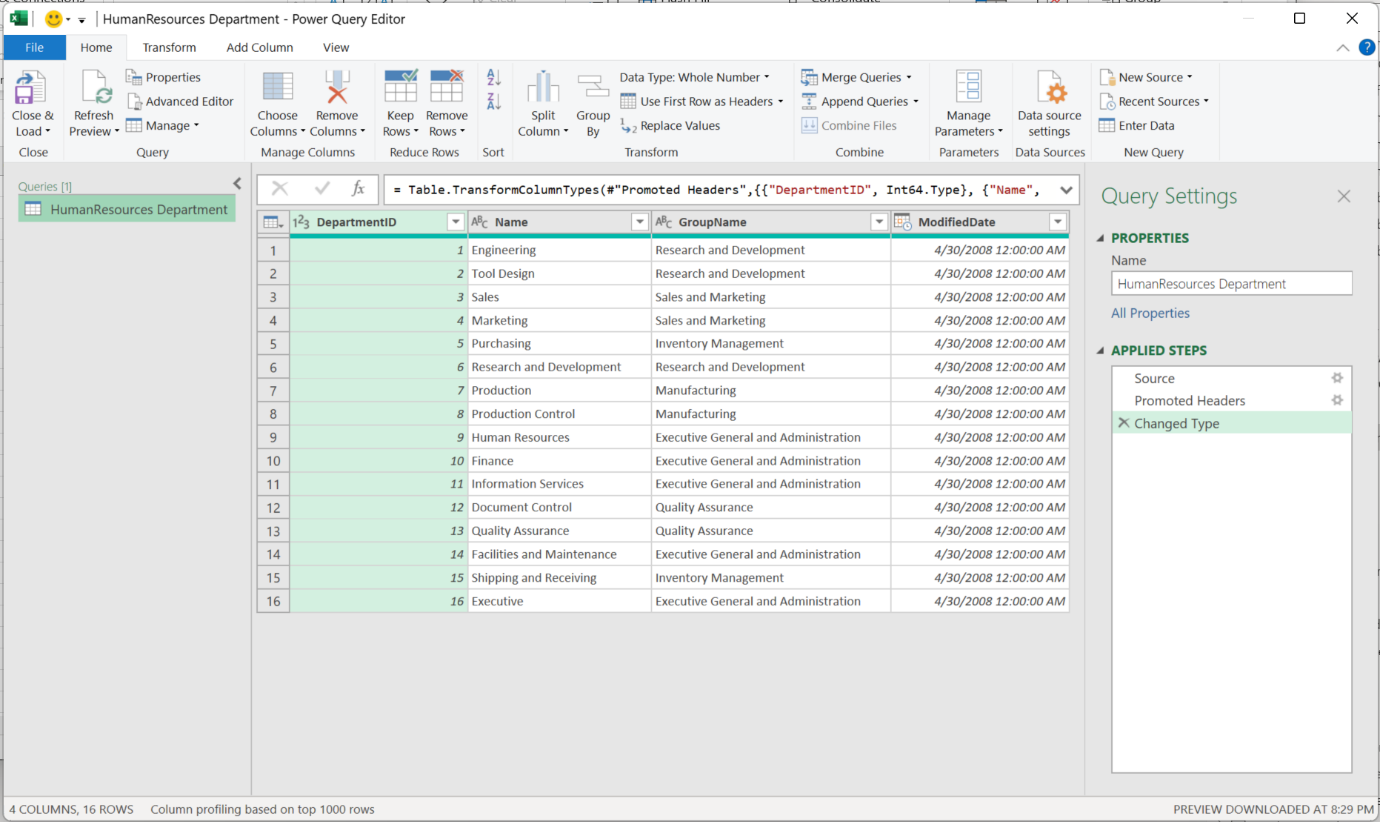 HumanResources Department - Power Query Editor
File Home Transform Add Column View
Close & Load
Close
Refresh Preview
Properties
Advanced Editor
Manage
Query
Choose Columns
Remove Columns
Manage Columns
Keep Rows
Remove Rows
Reduce Rows
Sort
Split Column
Group By
Data Type: Whole Number
Use First Row as Headers
Replace Values
Transform
Merge Queries
Append Queries
Combine Files
Combine
Manage Parameters
Parameters
Data source settings
Data Sources
New Source
Recent Sources
Enter Data
New Query
Queries [1]
HumanResources Department
fx = Table.TransformColumnTypes(#"Promoted Headers",{{"DepartmentID", Int64.Type}, {"Name",
DepartmentID Name GroupName ModifiedDate
1 1 Engineering Research and Development 4/30/2008 12:00:00 AM
2 2 Tool Design Research and Development 4/30/2008 12:00:00 AM
3 3 Sales Sales and Marketing 4/30/2008 12:00:00 AM
4 4 Marketing Sales and Marketing 4/30/2008 12:00:00 AM
5 5 Purchasing Inventory Management 4/30/2008 12:00:00 AM
6 6 Research and Development Research and Development 4/30/2008 12:00:00 AM
7 7 Production Manufacturing 4/30/2008 12:00:00 AM
8 8 Production Control Manufacturing 4/30/2008 12:00:00 AM
9 9 Human Resources Executive General and Administration 4/30/2008 12:00:00 AM
10 10 Finance Executive General and Administration 4/30/2008 12:00:00 AM
11 11 Information Services Executive General and Administration 4/30/2008 12:00:00 AM
12 12 Document Control Quality Assurance 4/30/2008 12:00:00 AM
13 13 Quality Assurance Quality Assurance 4/30/2008 12:00:00 AM
14 14 Facilities and Maintenance Executive General and Administration 4/30/2008 12:00:00 AM
15 15 Shipping and Receiving Inventory Management 4/30/2008 12:00:00 AM
16 16 Executive Executive General and Administration 4/30/2008 12:00:00 AM
Query Settings
PROPERTIES
Name
HumanResources Department
All Properties
APPLIED STEPS
Source
Promoted Headers
Changed Type
4 COLUMNS, 16 ROWS Column profiling based on top 1000 rows
PREVIEW DOWNLOADED AT 8:29 PM